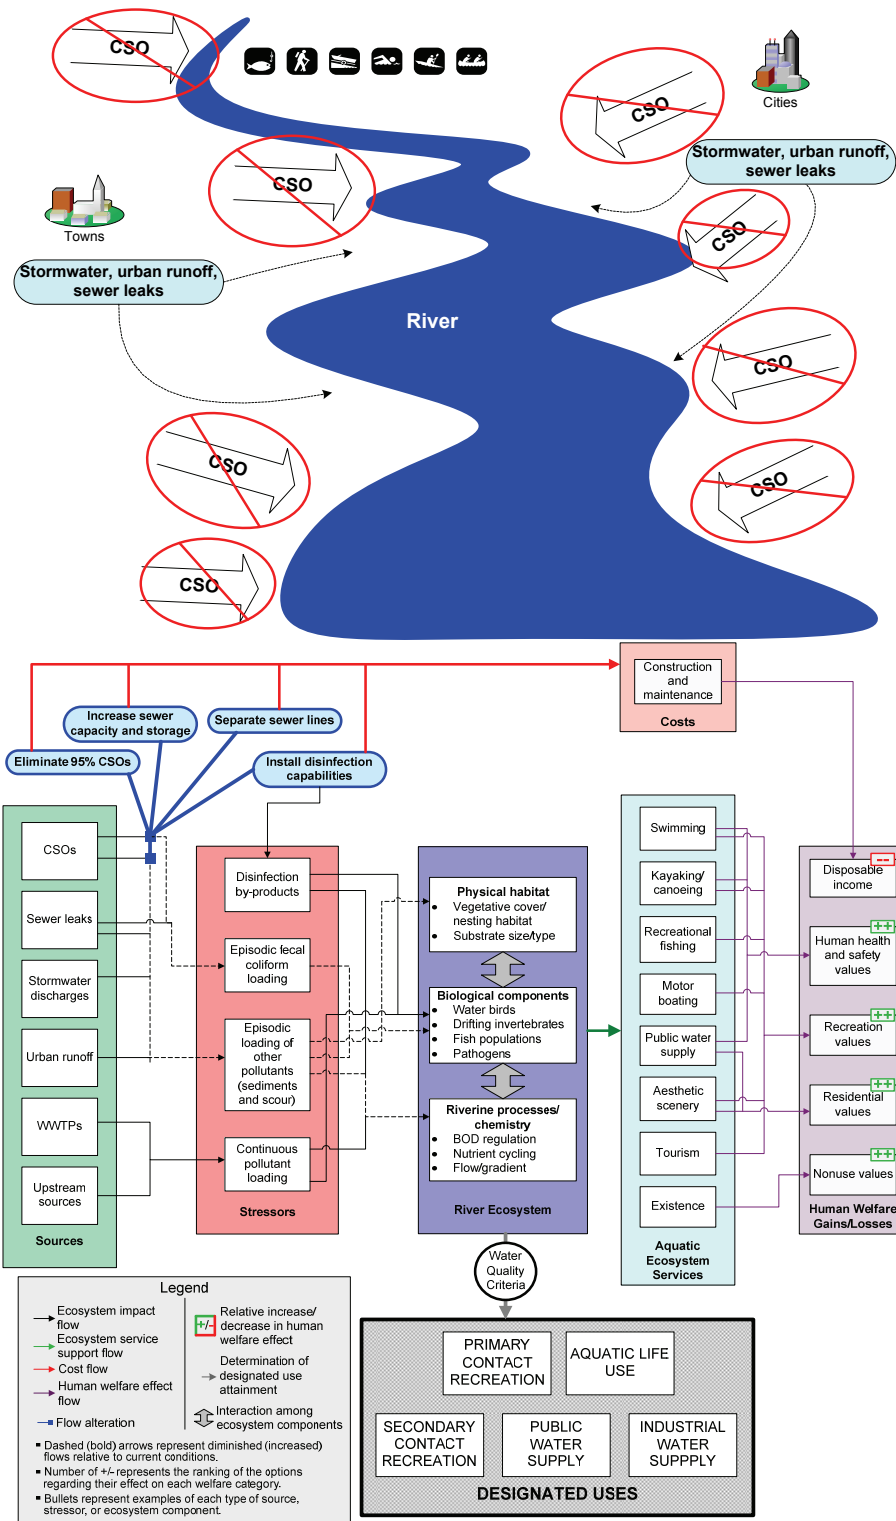 CSO
CSO
Cities
CSO
Stormwater, urban runoff,
sewer leaks
Towns
CSO
Stormwater, urban runoff,
sewer leaks
River
CSO
CSO
CSO
CSO
Construction
and
maintenance
Costs
Increase sewer
capacity and storage
Separate sewer lines
Eliminate 95% CSOs
Install disinfection
capabilities
CSOs
Sewer leaks
Stormwater
discharges
Urban runoff
WWTPs
Upstream
sources
Sources
Disinfection
by-products
Episodic fecal
coliform
loading
Episodic
loading of
other
pollutants
(sediments
and scour)
Continuous
pollutant
loading
Stressors
Physical habitat
• Vegetative cover/
nesting habitat
• Substrate size/type
Biological components
• Water birds
• Drifting invertebrates
• Fish populations
• Pathogens
Riverine processes/
chemistry
• BOD regulation
• Nutrient cycling
• Flow/gradient
River Ecosystem
Swimming
Kayaking/
canoeing
Recreational
fishing
Motor
boating
Public water
supply
Aesthetic
scenery
Tourism
Existence
Aquatic
Ecosystem
Services
--
Disposable
income
++
Human health
and safety
values
++
Recreation
values
++
Residential
values
++
Nonuse values
Human Welfare
Gains/Losses
Water
Quality
Criteria
PRIMARY
CONTACT
RECREATION
AQUATIC LIFE
USE
SECONDARY
CONTACT
RECREATION
PUBLIC
WATER
SUPPLY
INDUSTRIAL
WATER
SUPPPLY
DESIGNATED USES
Legend
Ecosystem impact
flow
Ecosystem service
support flow
Cost flow
Human welfare effect
flow
Flow alteration
+/-
Relative increase/
decrease in human
welfare effect
Determination of
designated use
attainment
Interaction among
ecosystem components
▪ Dashed (bold) arrows represent diminished (increased)
flows relative to current conditions.
▪ Number of +/- represents the ranking of the options
regarding their effect on each welfare category.
▪ Bullets represent examples of each type of source,
stressor, or ecosystem component.